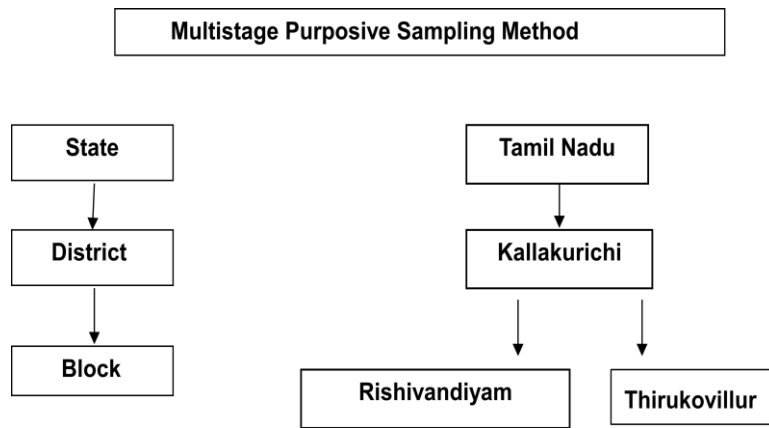 Multistage Purposive Sampling Method
State
Tamil Nadu
District
Kallakurichi
Block
Rishivandiyam
Thirukovillur